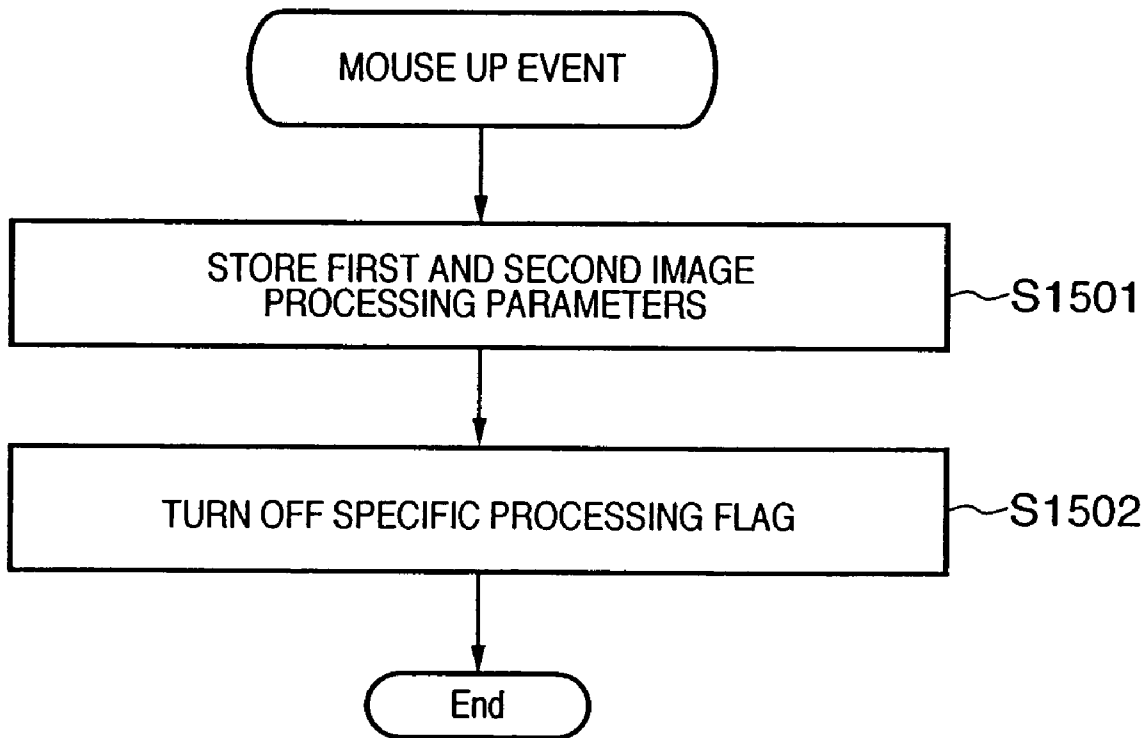 MOUSE UP EVENT
STORE FIRST AND SECOND IMAGE
PROCESSING PARAMETERS
S1501
TURN OFF SPECIFIC PROCESSING FLAG
S1502
End